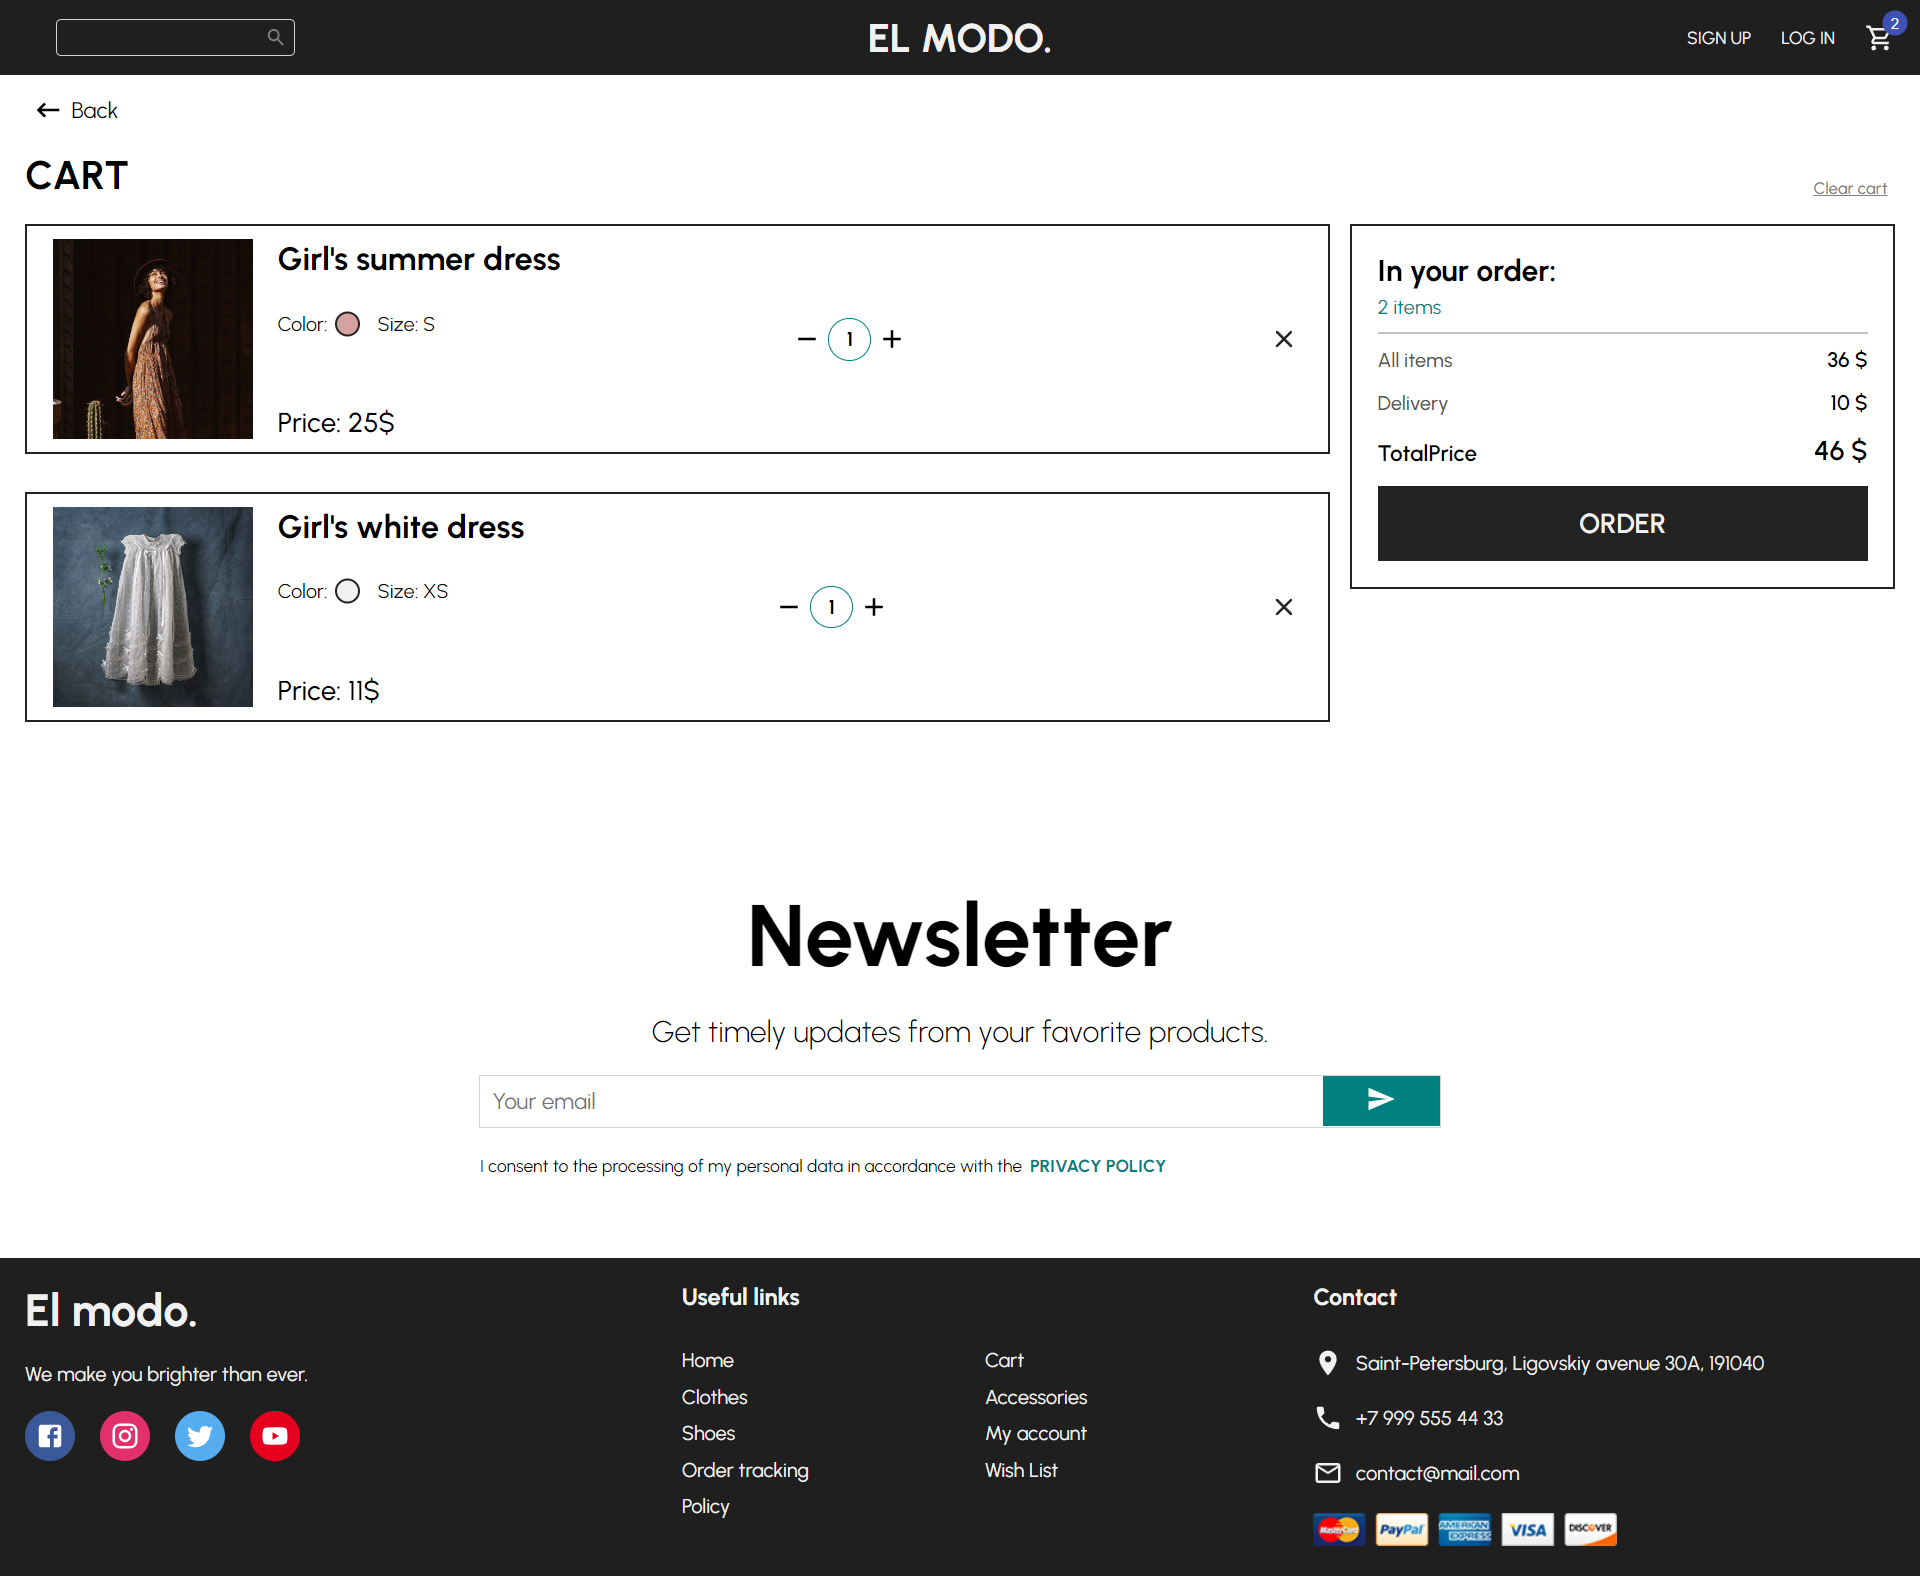 EL MODO.
SIGN UP
LOG IN
2
Back
CART
Clear cart
Girl's summer dress
Color:
Size: S
1
Price: 25$
Girl's white dress
Color:
Size: XS
1
Price: 11$
In your order:
2 items
All items
36 $
Delivery
10 $
TotalPrice
46 $
ORDER
Newsletter
Get timely updates from your favorite products.
Your email
I consent to the processing of my personal data in accordance with the PRIVACY POLICY
El modo.
We make you brighter than ever.
Useful links
Home
Clothes
Shoes
Order tracking
Policy
Cart
Accessories
My account
Wish List
Contact
Saint-Petersburg, Ligovskiy avenue 30A, 191040
+7 999 555 44 33
contact@mail.com
MasterCard
PayPal
AMERICAN EXPRESS
VISA
DISCOVER